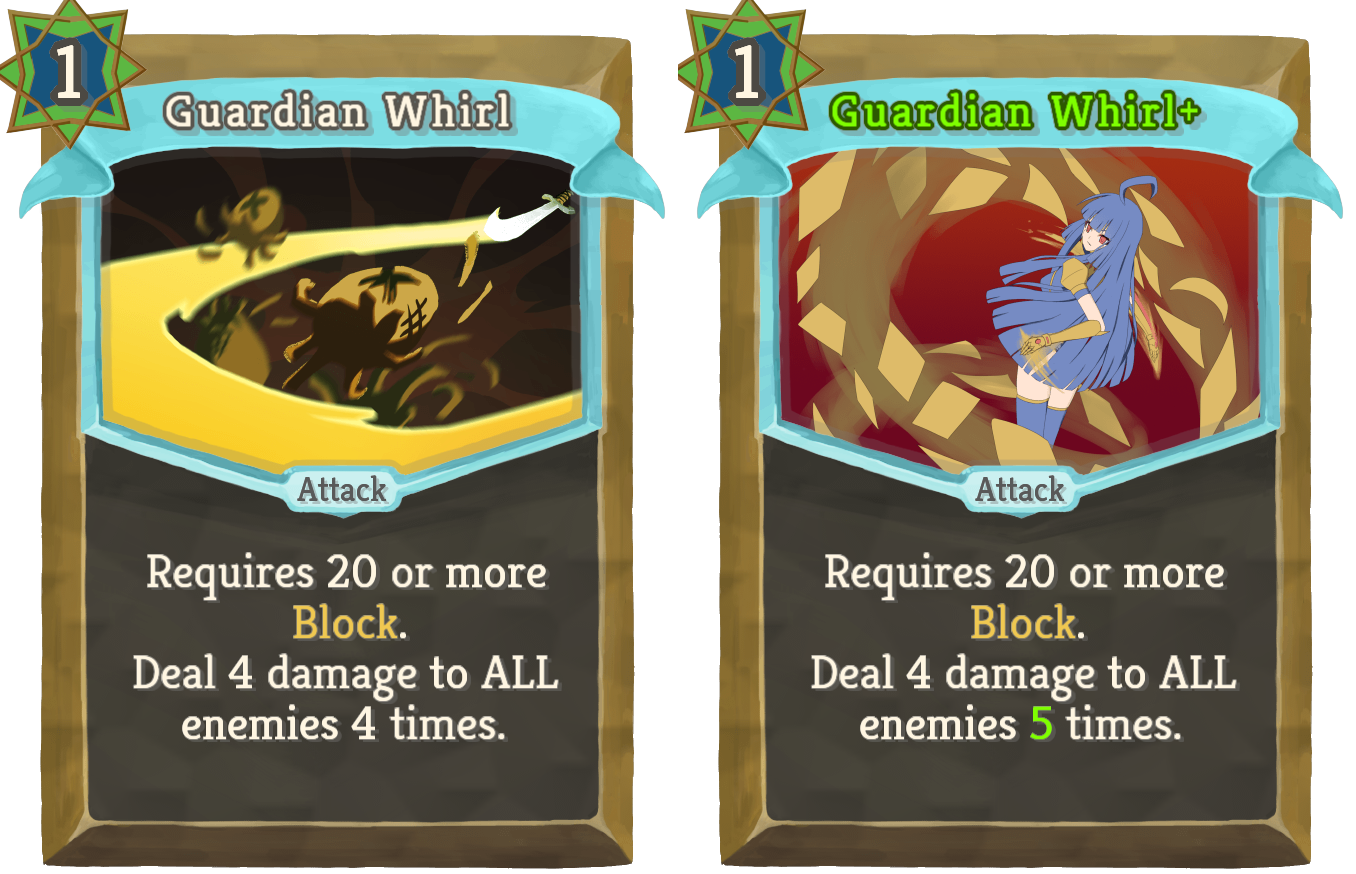 1
Guardian Whirl
Attack
Requires 20 or more
Block.
Deal 4 damage to ALL
enemies 4 times.
1
Guardian Whirl+
Attack
Requires 20 or more
Block.
Deal 4 damage to ALL
enemies 5 times.